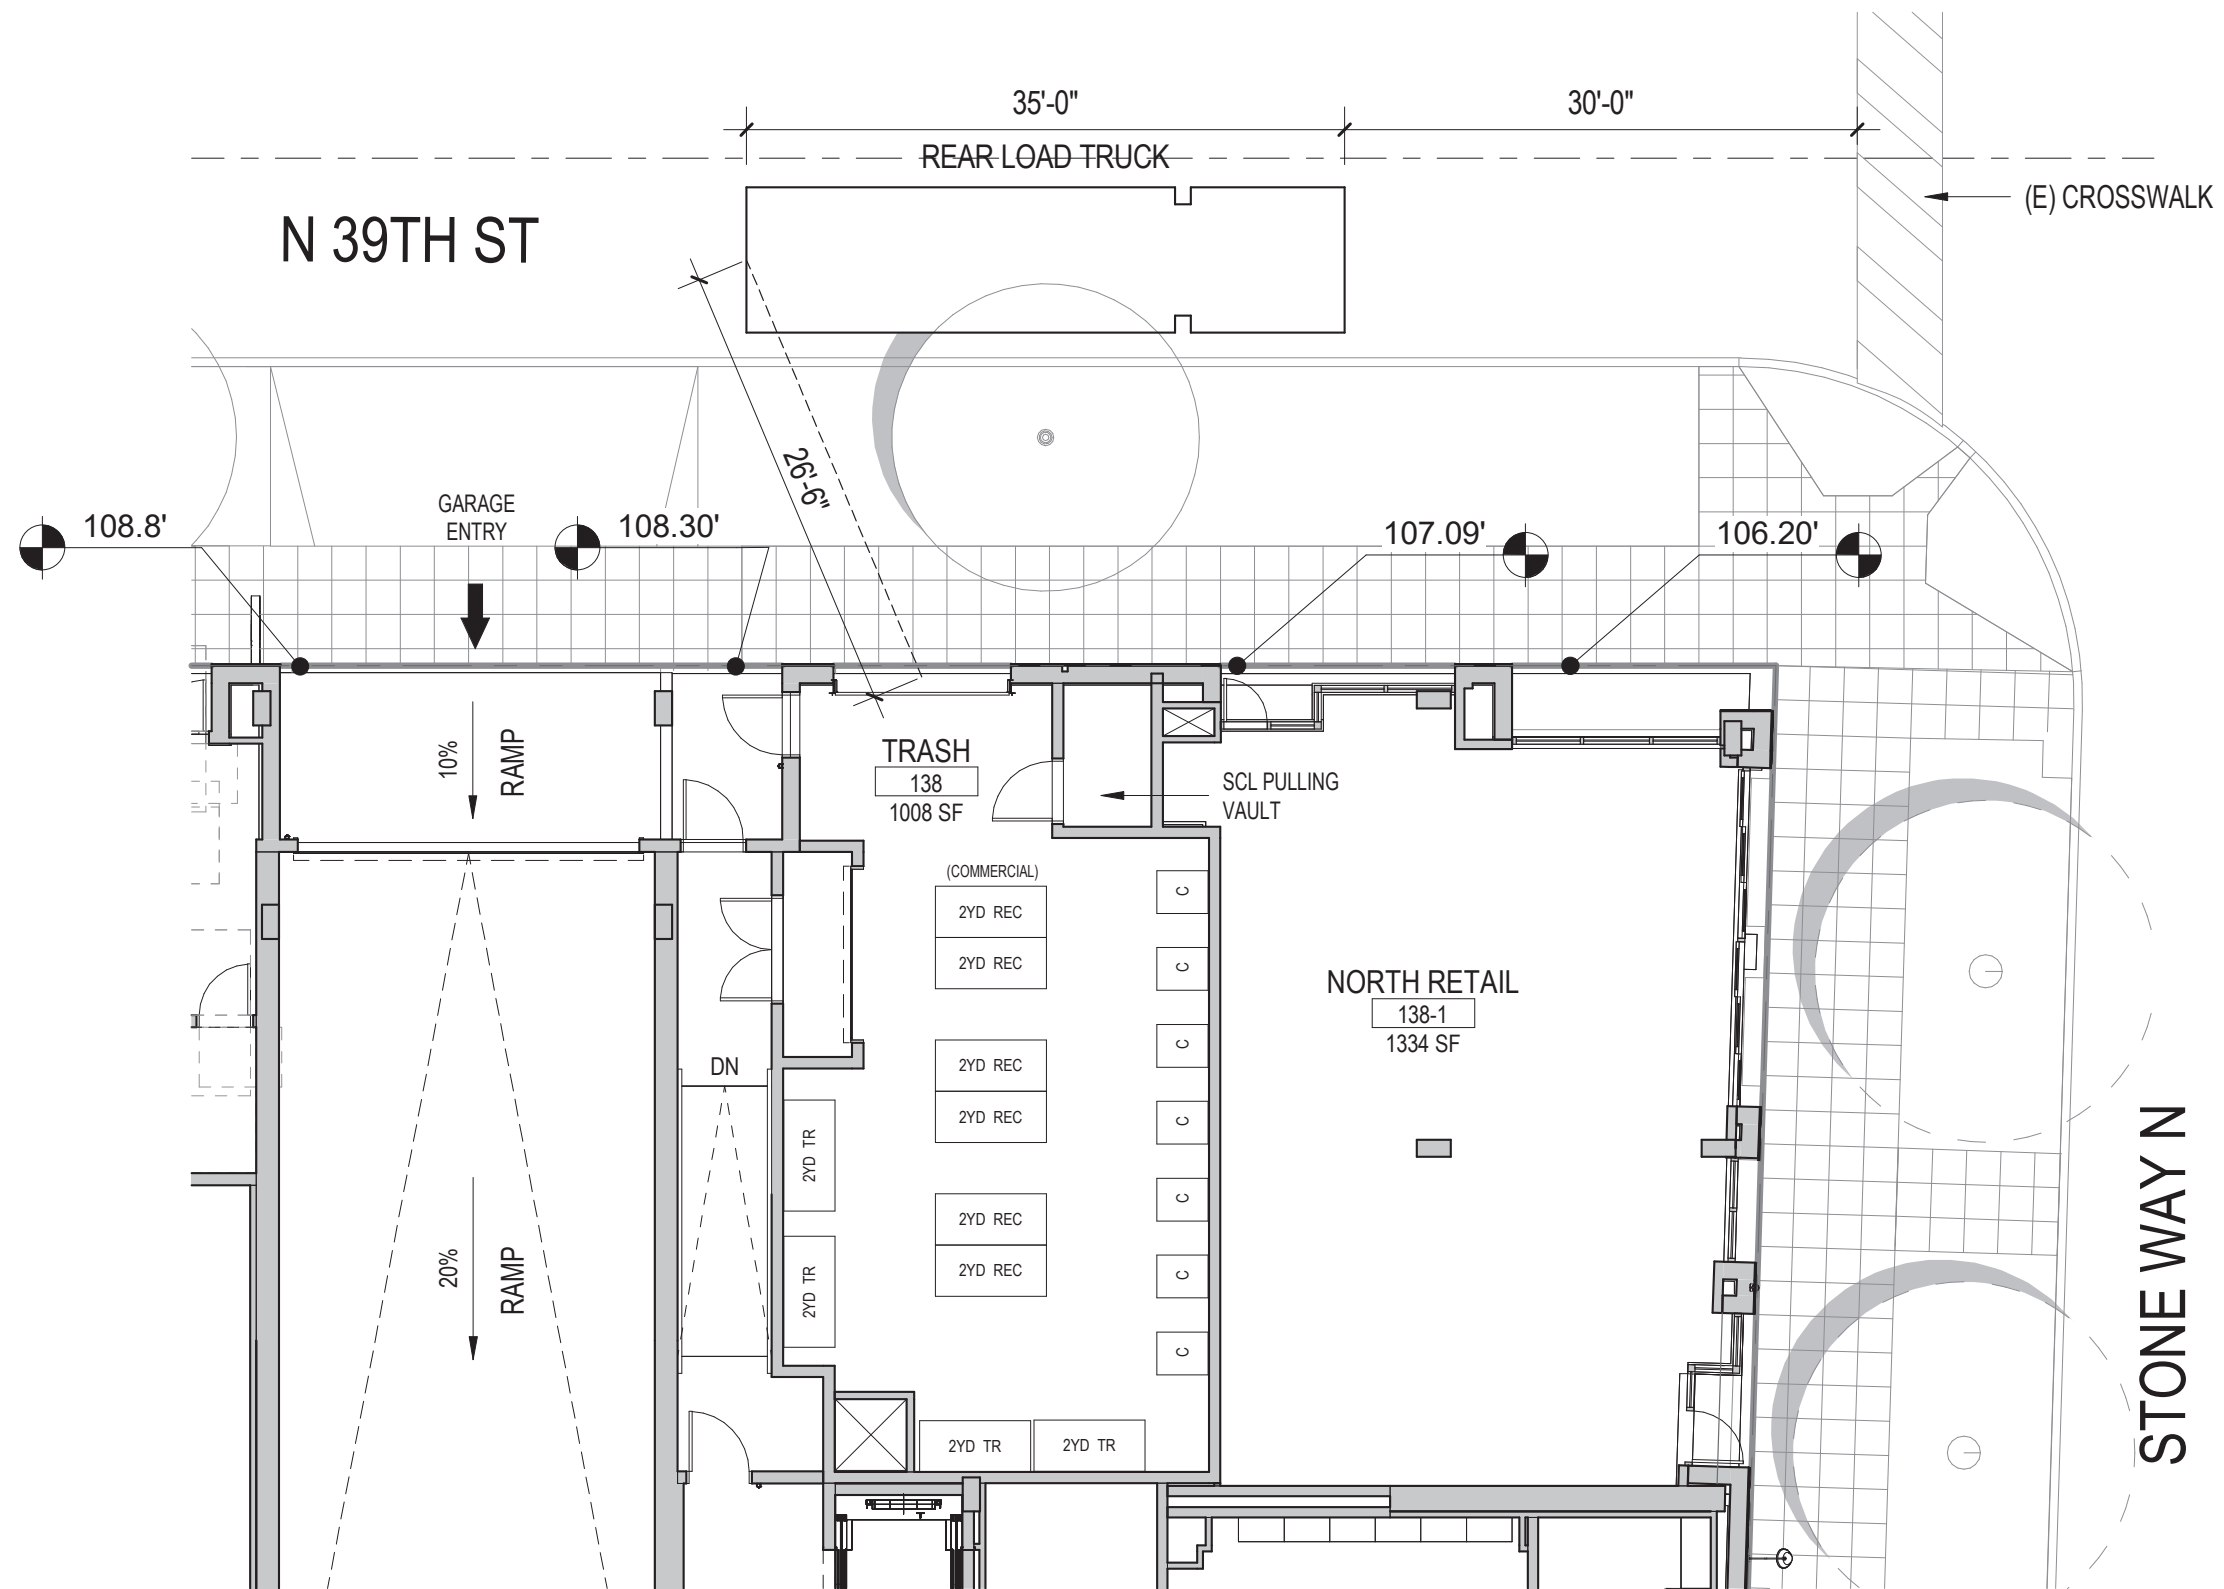 35'-0"
30'-0"
REAR LOAD TRUCK
(E) CROSSWALK
N 39TH ST
26'-6"
GARAGE
ENTRY
108.8'
108.30'
107.09'
106.20'
10%
RAMP
TRASH
138
1008 SF
SCL PULLING
VAULT
(COMMERCIAL)
2YD REC
2YD REC
2YD REC
2YD REC
2YD REC
2YD REC
C
C
C
C
C
C
C
NORTH RETAIL
138-1
1334 SF
DN
2YD TR
2YD TR
20%
RAMP
2YD TR
2YD TR
STONE WAY N
T